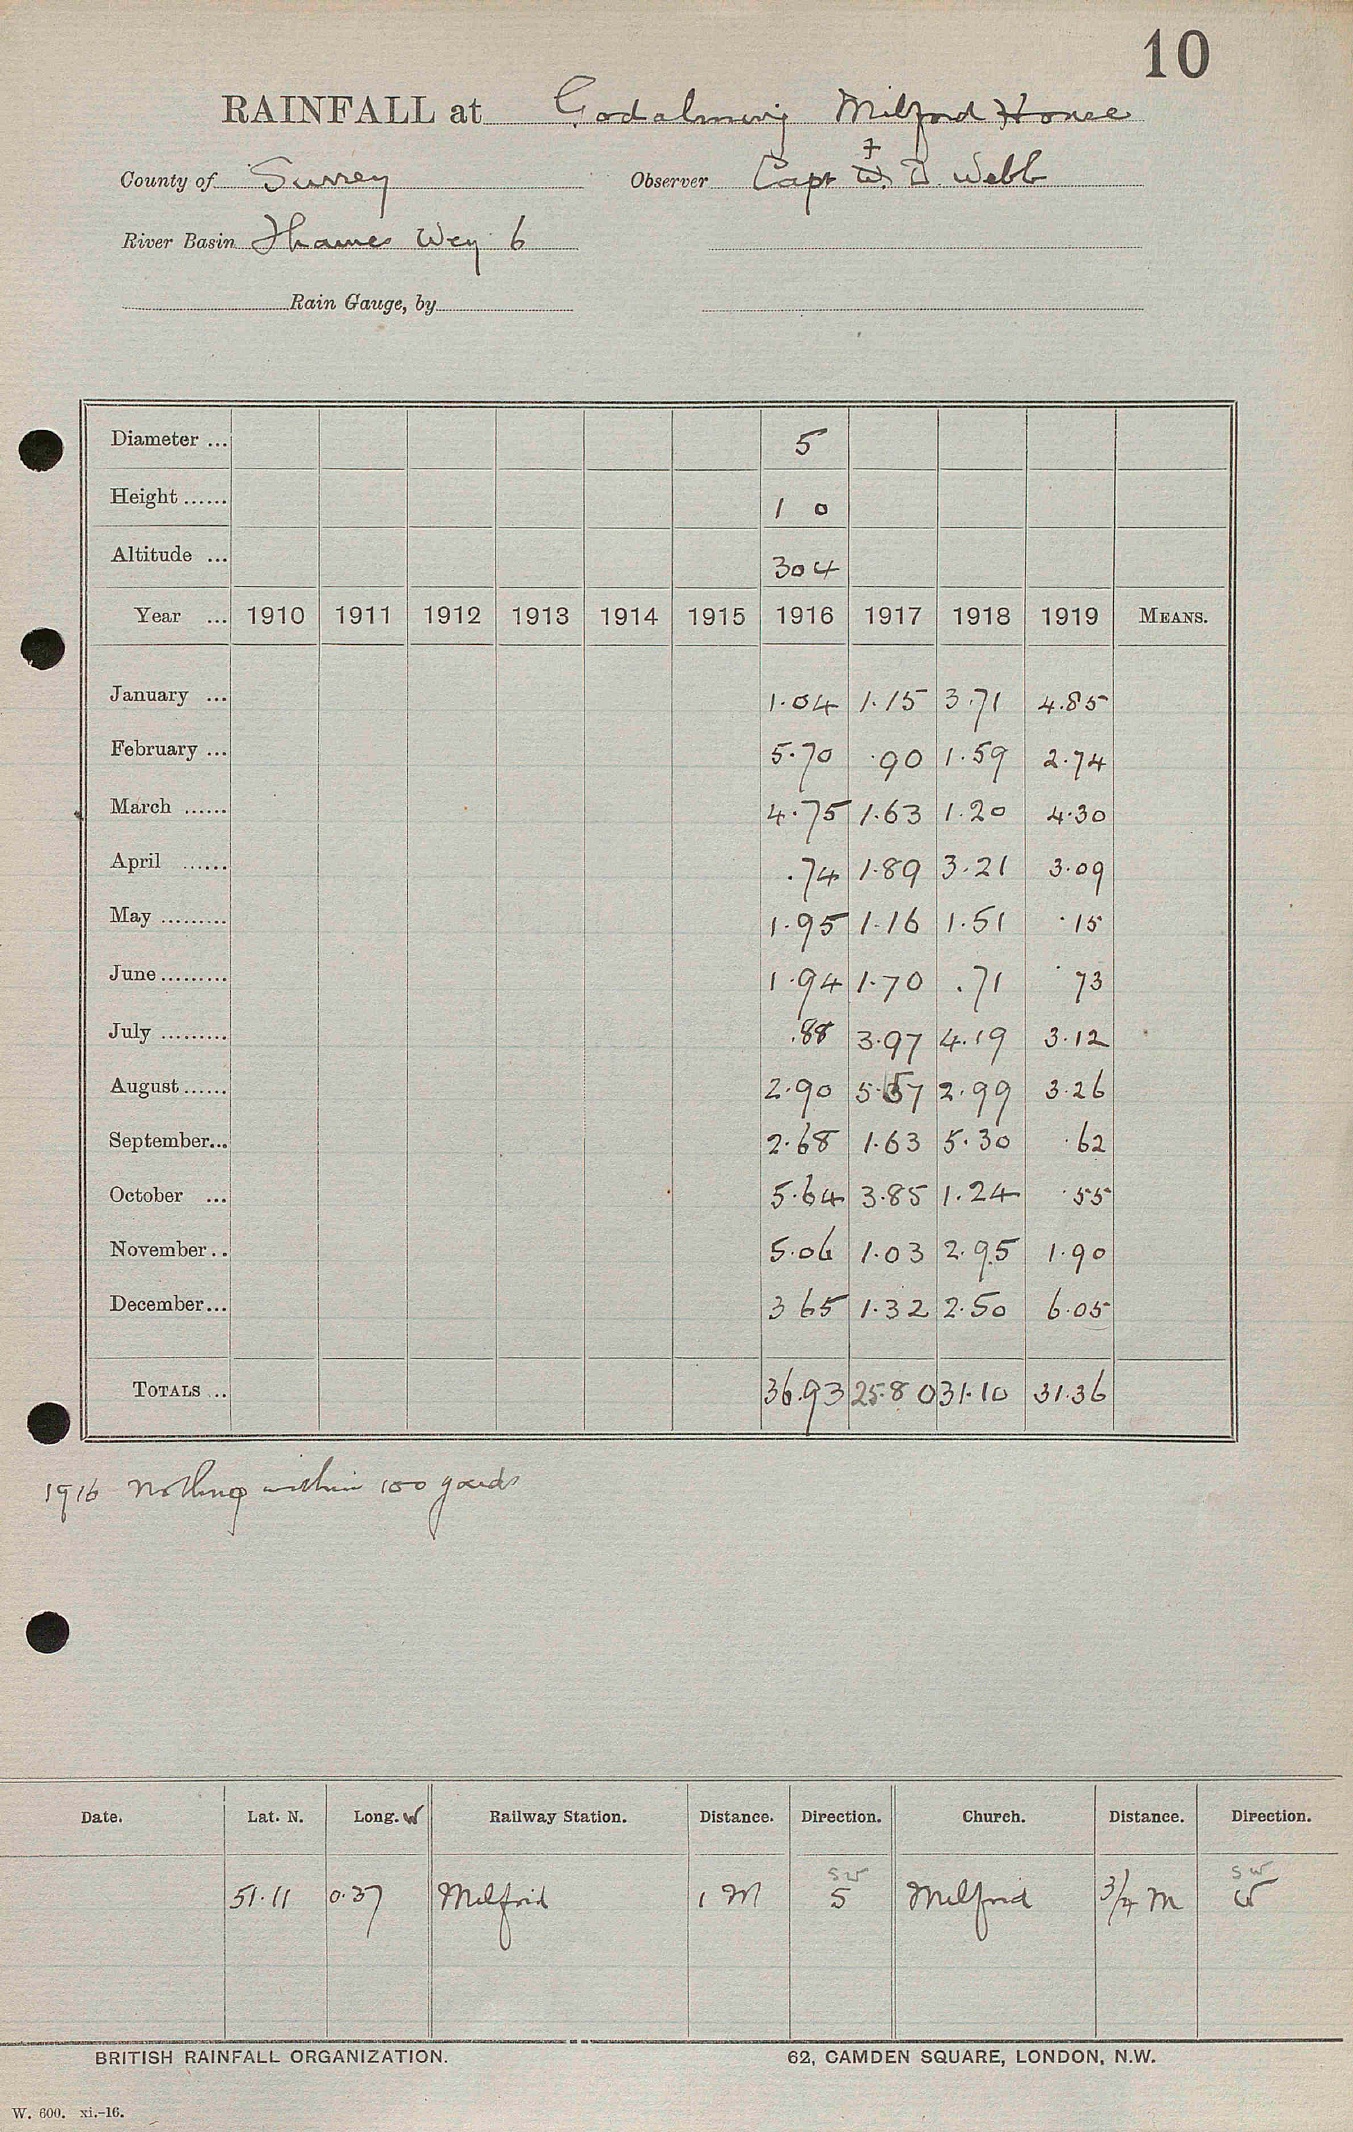 10
RAINFALL at Godalming Milford House
County of Surrey Observer Capt W. F D. Webb
River Basin Thames Wey 6
Rain Gauge, by
Diameter ... 5
Height ...... 1 0
Altitude ... 304
Year ... 1910 1911 1912 1913 1914 1915 1916 1917 1918 1919 MEANS.
January ... 1.04 1.15 3.71 4.85
February ... 5.70 .90 1.59 2.74
March ...... 4.75 1.63 1.20 4.30
April ...... .74 1.89 3.21 3.09
May ......... 1.95 1.16 1.51 .15
June ......... 1.94 1.70 .71 .73
July ......... .88 3.97 4.19 3.12
August ...... 2.90 5.57 2.99 3.26
September... 2.68 1.63 5.30 .62
October ... 5.64 3.85 1.24 .55
November.. 5.06 1.03 2.95 1.90
December... 3 65 1.32 2.50 6.05
TOTALS ... 36.93 25.80 31.10 31.36
1916 Nothing within 100 yards
Date. Lat. N. Long. W Railway Station. Distance. Direction. Church. Distance. Direction.
SW SW
51.11 0.37 Milford 1 M S Milford 3/4 M W
BRITISH RAINFALL ORGANIZATION. 62, CAMDEN SQUARE, LONDON, N.W.
W. 600. xi.-16.